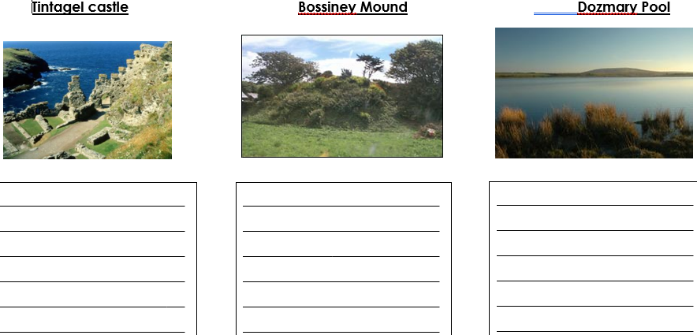 Tintagel castle
Bossiney Mound
Dozmary Pool